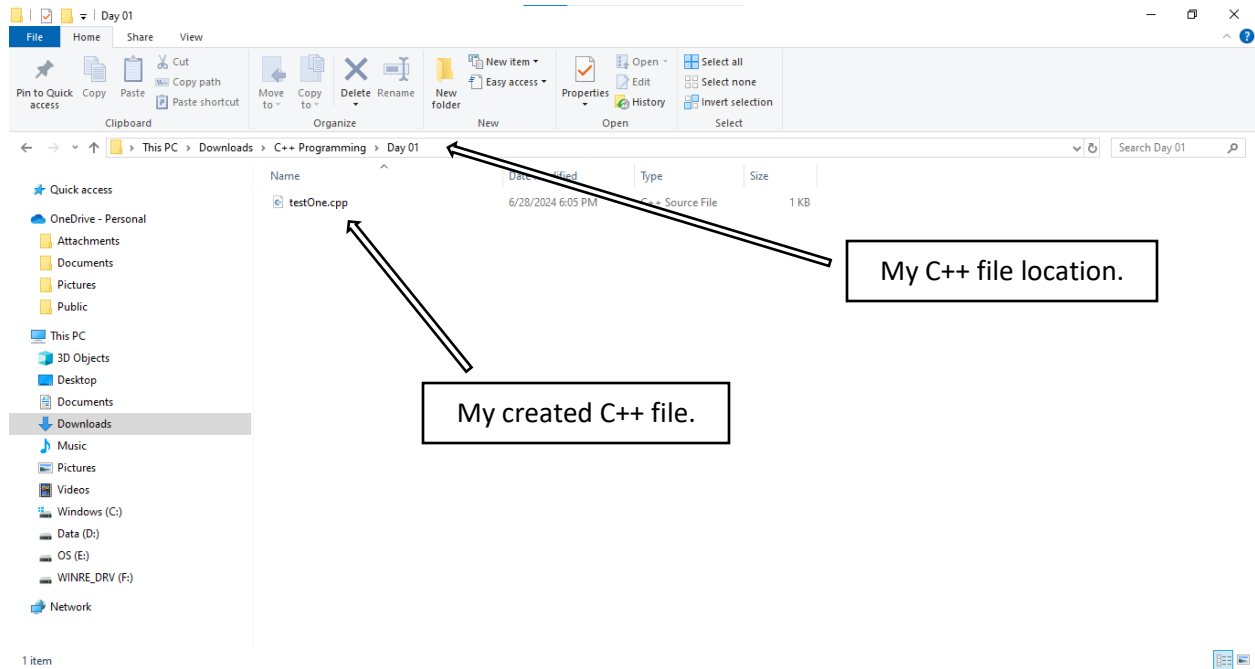 Day 01
File Home Share View
Pin to Quick access
Copy
Paste
Cut
Copy path
Paste shortcut
Clipboard
Move to
Copy to
Delete
Rename
Organize
New folder
New item
Easy access
New
Properties
Open
Edit
History
Open
Select all
Select none
Invert selection
Select
This PC > Downloads > C++ Programming > Day 01
Search Day 01
Name Date modified Type Size
testOne.cpp 6/28/2024 6:05 PM C++ Source File 1 KB
Quick access
OneDrive - Personal
Attachments
Documents
Pictures
Public
This PC
3D Objects
Desktop
Documents
Downloads
Music
Pictures
Videos
Windows (C:)
Data (D:)
OS (E:)
WINRE_DRV (F:)
Network
My C++ file location.
My created C++ file.
1 item